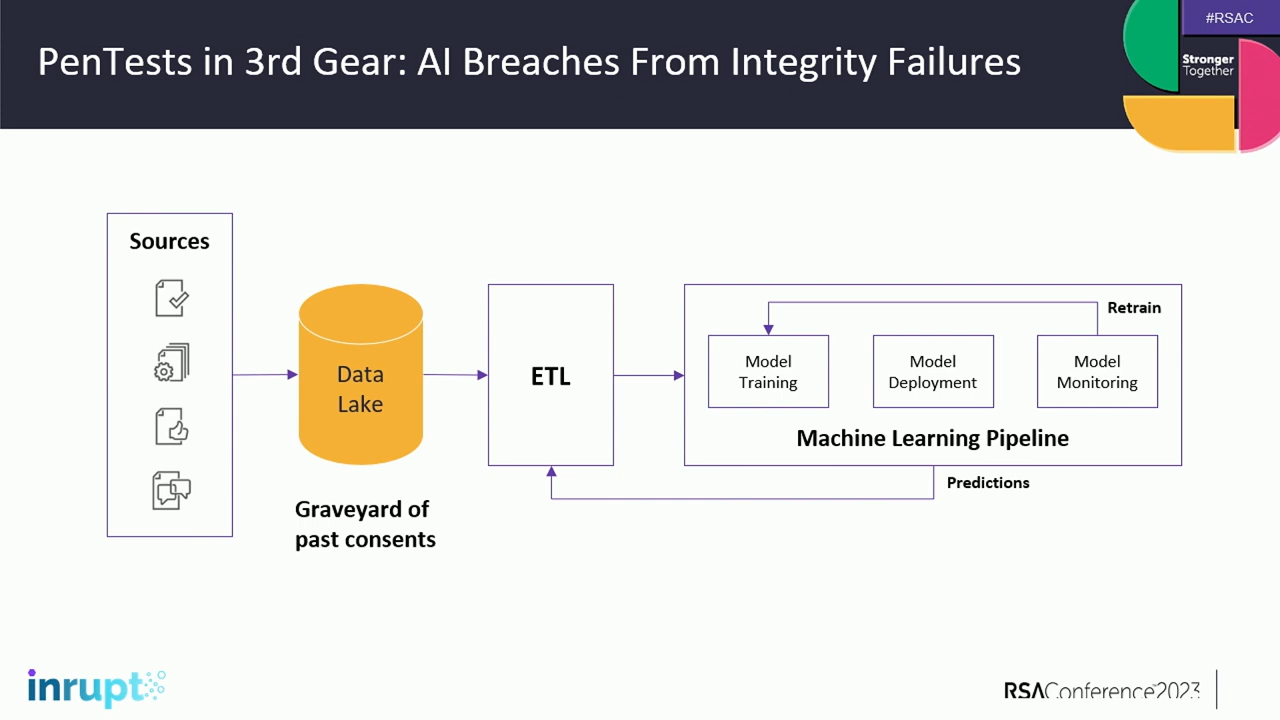 PenTests in 3rd Gear: AI Breaches From Integrity Failures
#RSAC
Stronger
Together
Sources
Data
Lake
Graveyard of
past consents
ETL
Retrain
Model
Training
Model
Deployment
Model
Monitoring
Machine Learning Pipeline
Predictions
inrupt
RSAConference™2023